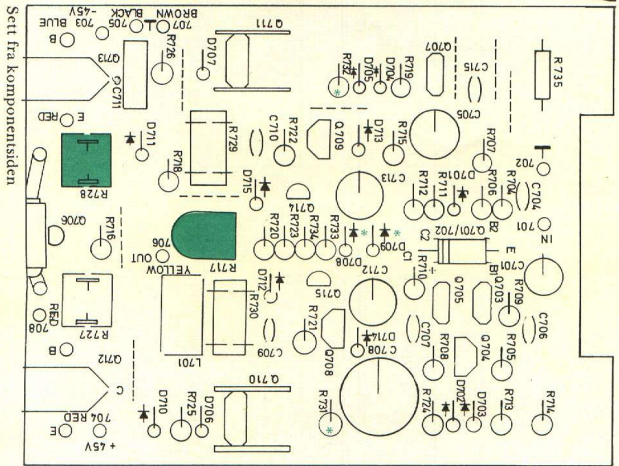 Sett fra komponentsiden
BLUE
B
703
-45V
BLACK
705
707
BROWN
R726
D707
Q711
R732
*
D705
D704
R719
Q707
C715
R735
Q713
C
C711
RED
E
D711
R718
R729
C710
R722
Q709
D713
R715
C705
R707
702
R728
D715
Q714
C713
R712
R711
D701
R706
R704
C704
701
IN
Q706
R716
706
OUT
YELLOW
R717
R720
R723
R734
R733
D708
*
D709
*
Q701/702
C2
B2
C1
B1
E
C701
R710
+
708
RED
R727
L701
R730
D712
Q715
C712
Q705
Q703
R709
C709
R721
Q708
D714
C708
C707
R708
Q704
R705
C706
B
Q712
C
E
704 RED
+45V
D710
R725
D706
Q710
R731
*
R724
D702
D703
R713
R714